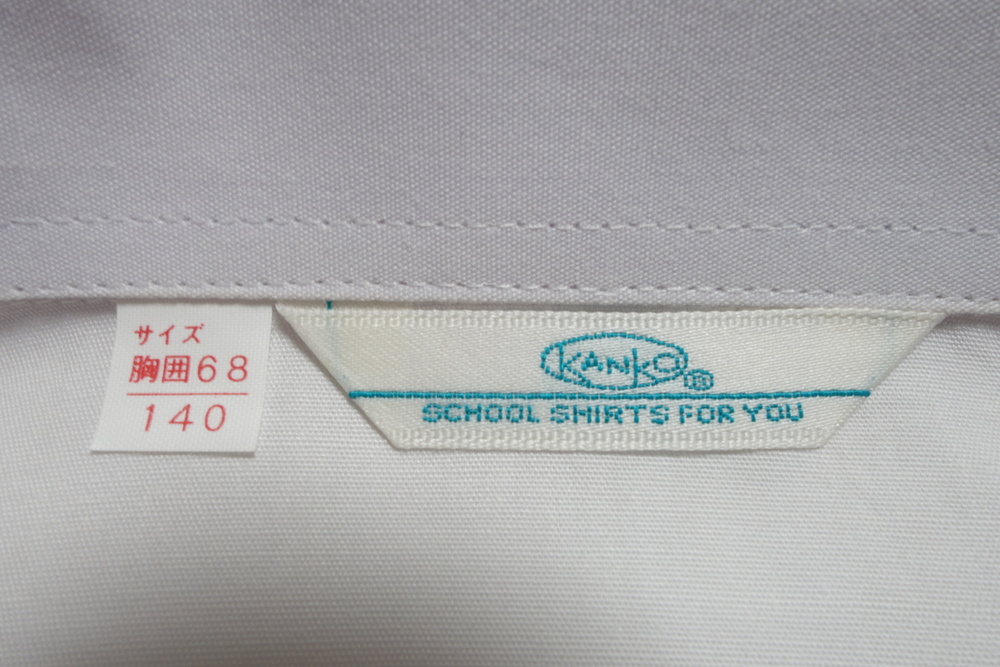 サイズ
胸囲68
140
KANKO®
SCHOOL SHIRTS FOR YOU